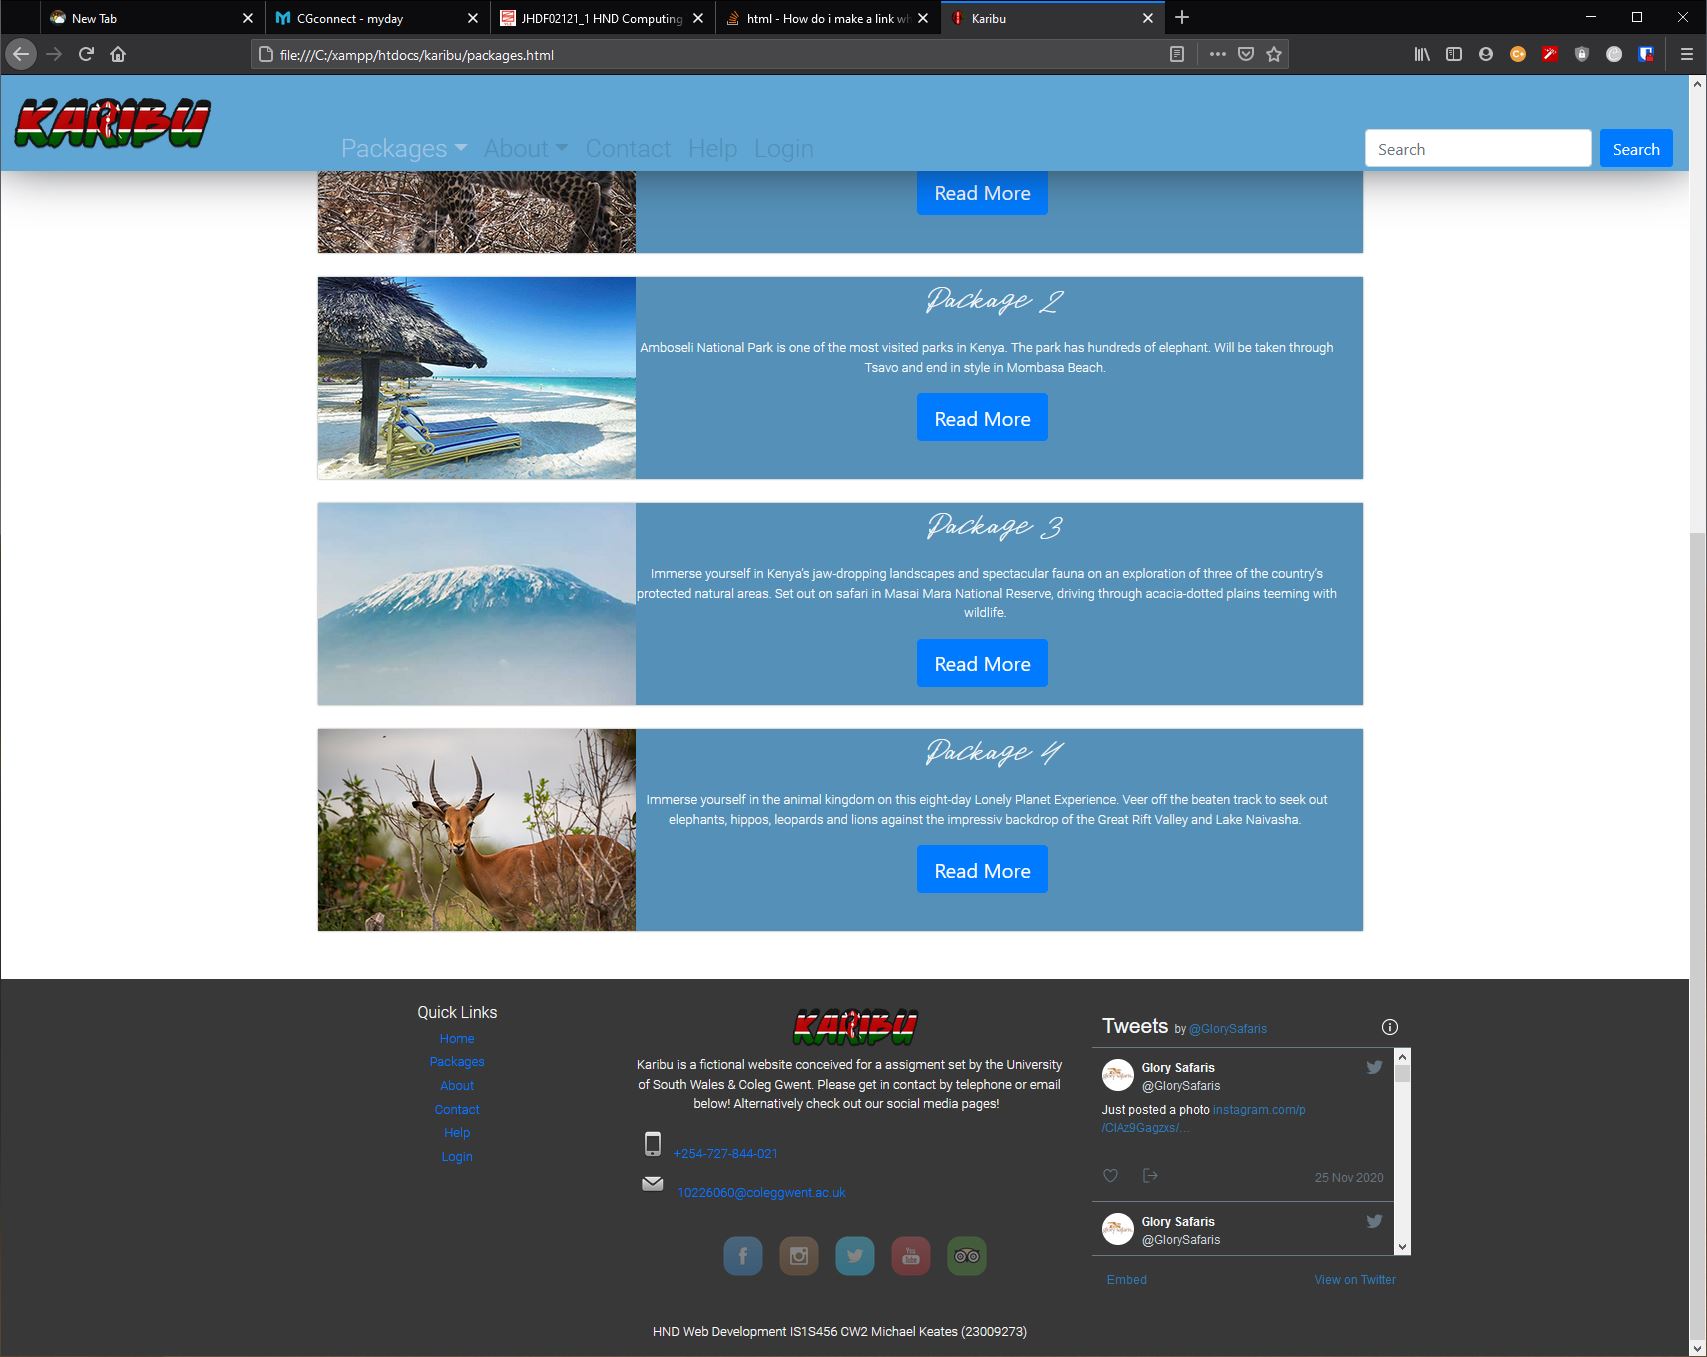 New Tab
CGconnect - myday
JHDF02121_1 HND Computing
html - How do i make a link wh
Karibu
file:///C:/xampp/htdocs/karibu/packages.html
KARIBU
Packages About Contact Help Login
Search
Search
Read More
Package 2
Amboseli National Park is one of the most visited parks in Kenya. The park has hundreds of elephant. Will be taken through
Tsavo and end in style in Mombasa Beach.
Read More
Package 3
Immerse yourself in Kenya's jaw-dropping landscapes and spectacular fauna on an exploration of three of the country's
protected natural areas. Set out on safari in Masai Mara National Reserve, driving through acacia-dotted plains teeming with
wildlife.
Read More
Package 4
Immerse yourself in the animal kingdom on this eight-day Lonely Planet Experience. Veer off the beaten track to seek out
elephants, hippos, leopards and lions against the impressiv backdrop of the Great Rift Valley and Lake Naivasha.
Read More
Quick Links
Home
Packages
About
Contact
Help
Login
KARIBU
Karibu is a fictional website conceived for a assigment set by the University
of South Wales & Coleg Gwent. Please get in contact by telephone or email
below! Alternatively check out our social media pages!
+254-727-844-021
10226060@coleggwent.ac.uk
You
Tube
Tweets by @GlorySafaris
Glory Safaris
@GlorySafaris
Just posted a photo instagram.com/p
/CIAz9Gagzxs/…
25 Nov 2020
Glory Safaris
@GlorySafaris
Embed
View on Twitter
HND Web Development IS1S456 CW2 Michael Keates (23009273)